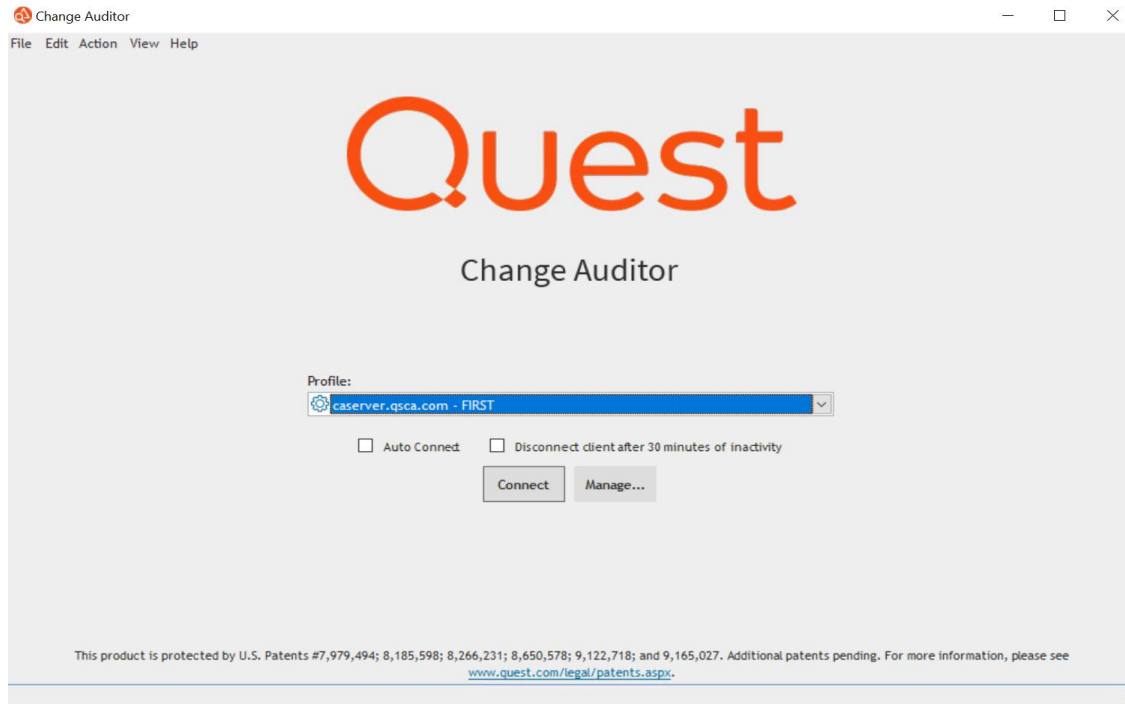 Change Auditor
File Edit Action View Help
Quest
Change Auditor
Profile:
caserver.qsca.com - FIRST
Auto Connect Disconnect client after 30 minutes of inactivity
Connect Manage...
This product is protected by U.S. Patents #7,979,494; 8,185,598; 8,266,231; 8,650,578; 9,122,718; and 9,165,027. Additional patents pending. For more information, please see
www.quest.com/legal/patents.aspx.